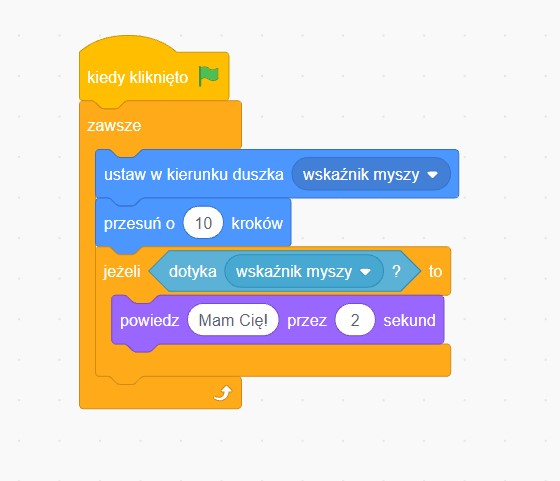 kiedy kliknięto
zawsze
ustaw w kierunku duszka wskaźnik myszy
przesuń o 10 kroków
jeżeli dotyka wskaźnik myszy ? to
powiedz Mam Cię! przez 2 sekund